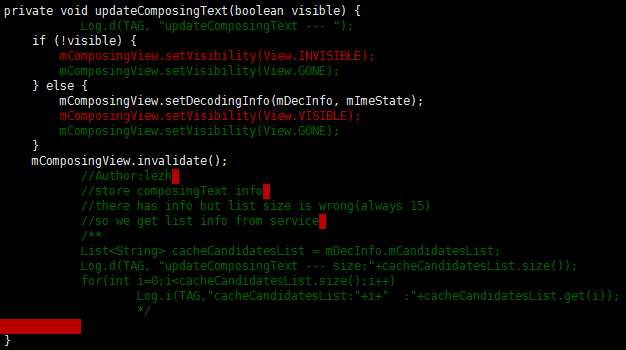 private void updateComposingText(boolean visible) {
Log.d(TAG, "updateComposingText --- ");
if (!visible) {
mComposingView.setVisibility(View.INVISIBLE);
mComposingView.setVisibility(View.GONE);
} else {
mComposingView.setDecodingInfo(mDecInfo, mImeState);
mComposingView.setVisibility(View.VISIBLE);
mComposingView.setVisibility(View.GONE);
}
mComposingView.invalidate();
//Author:lezh
//store composingText info
//there has info but list size is wrong(always 15)
//so we get list info from service
/**
List<String> cacheCandidatesList = mDecInfo.mCandidatesList;
Log.d(TAG, "updateComposingText --- size:"+cacheCandidatesList.size());
for(int i=0;i<cacheCandidatesList.size();i++)
Log.i(TAG,"cacheCandidatesList:"+i+"  :"+cacheCandidatesList.get(i));
*/
}